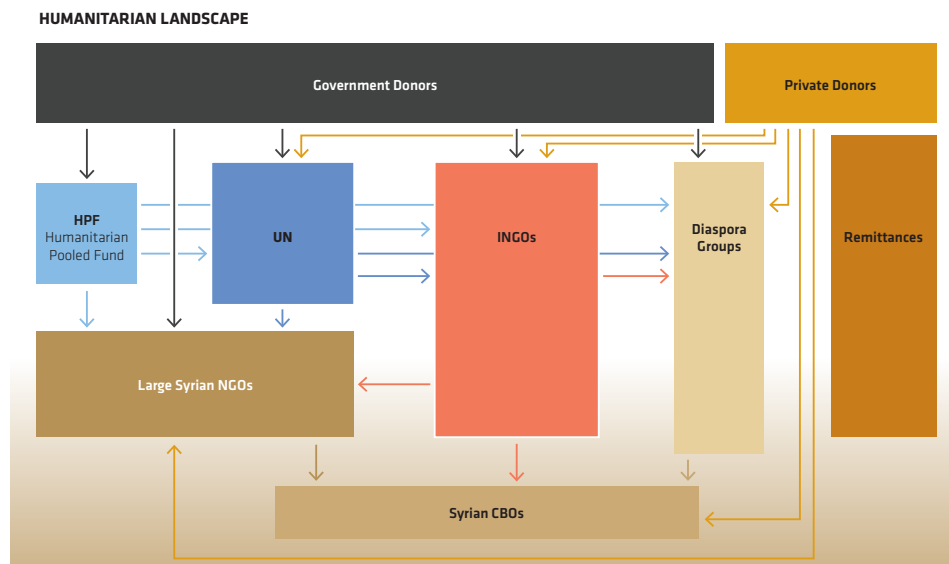 HUMANITARIAN LANDSCAPE
Government Donors
Private Donors
HPF
Humanitarian
Pooled Fund
UN
INGOs
Diaspora
Groups
Remittances
Large Syrian NGOs
Syrian CBOs